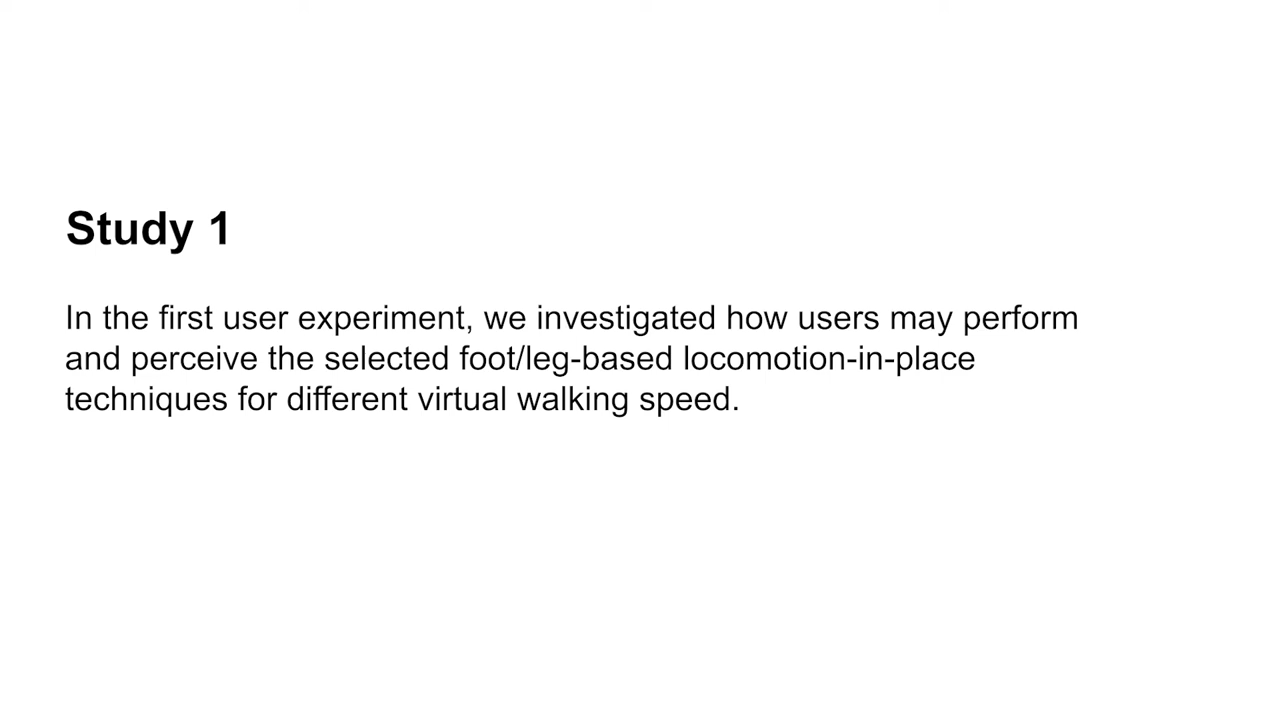 Study 1
In the first user experiment, we investigated how users may perform
and perceive the selected foot/leg-based locomotion-in-place
techniques for different virtual walking speed.